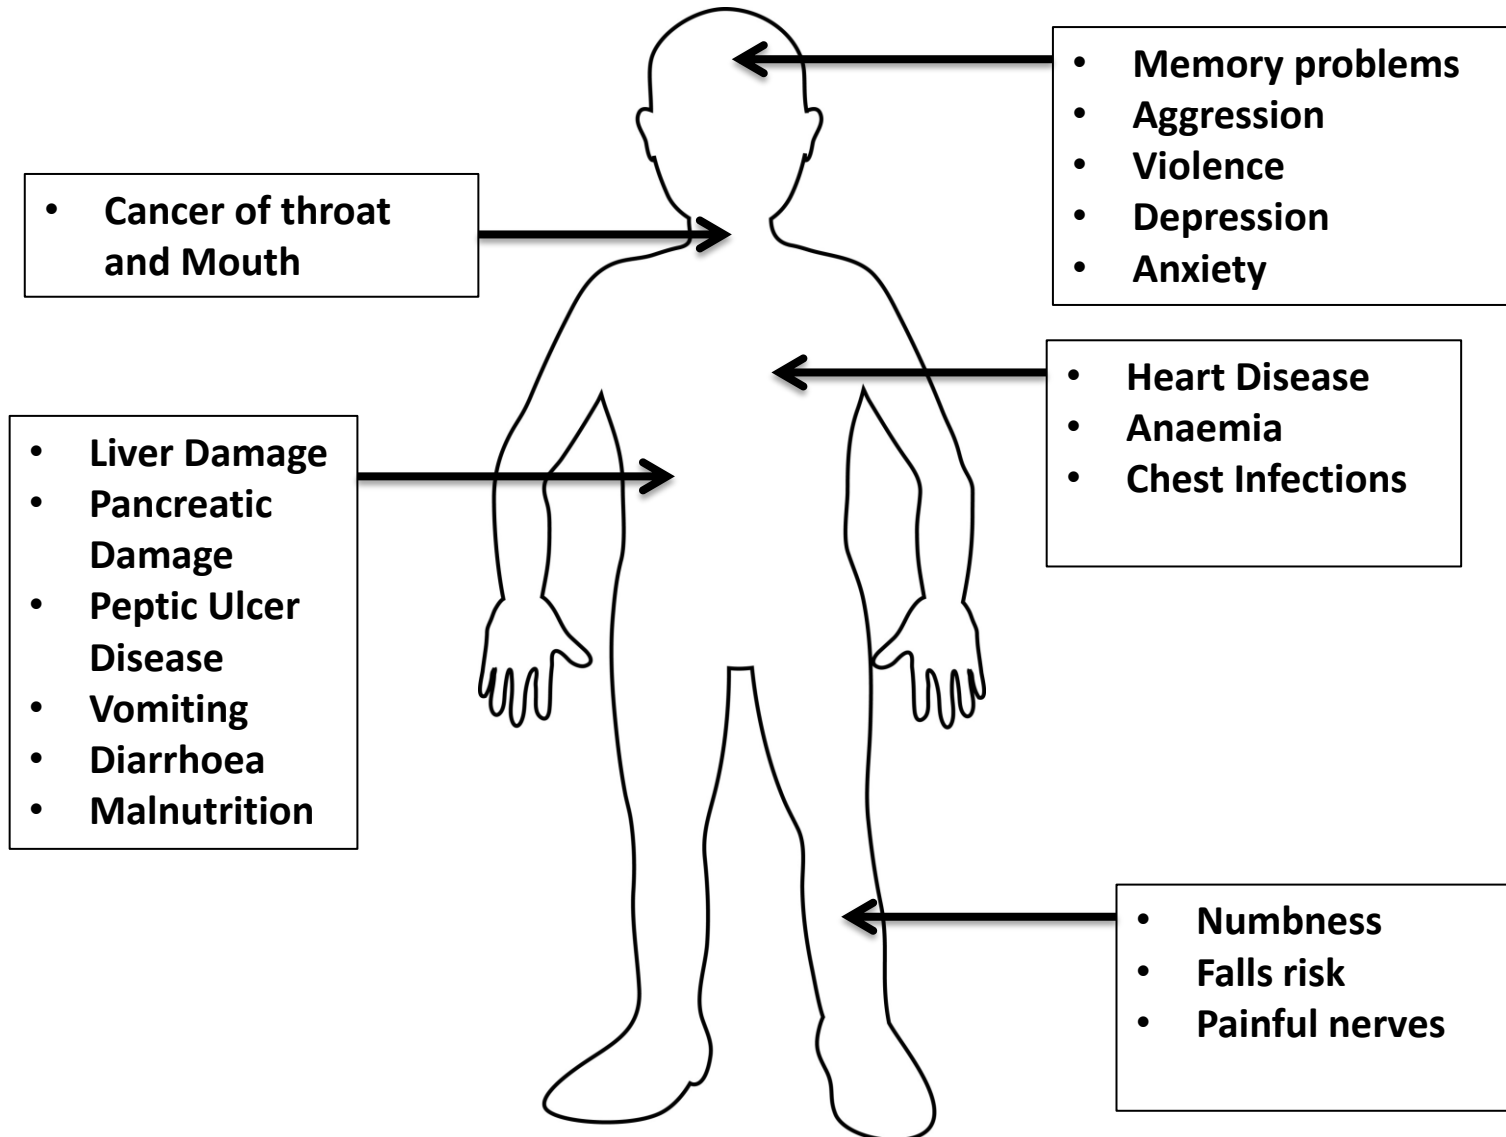 • Memory problems
• Aggression
• Violence
• Depression
• Anxiety
• Cancer of throat
and Mouth
• Heart Disease
• Anaemia
• Chest Infections
• Liver Damage
• Pancreatic
Damage
• Peptic Ulcer
Disease
• Vomiting
• Diarrhoea
• Malnutrition
• Numbness
• Falls risk
• Painful nerves